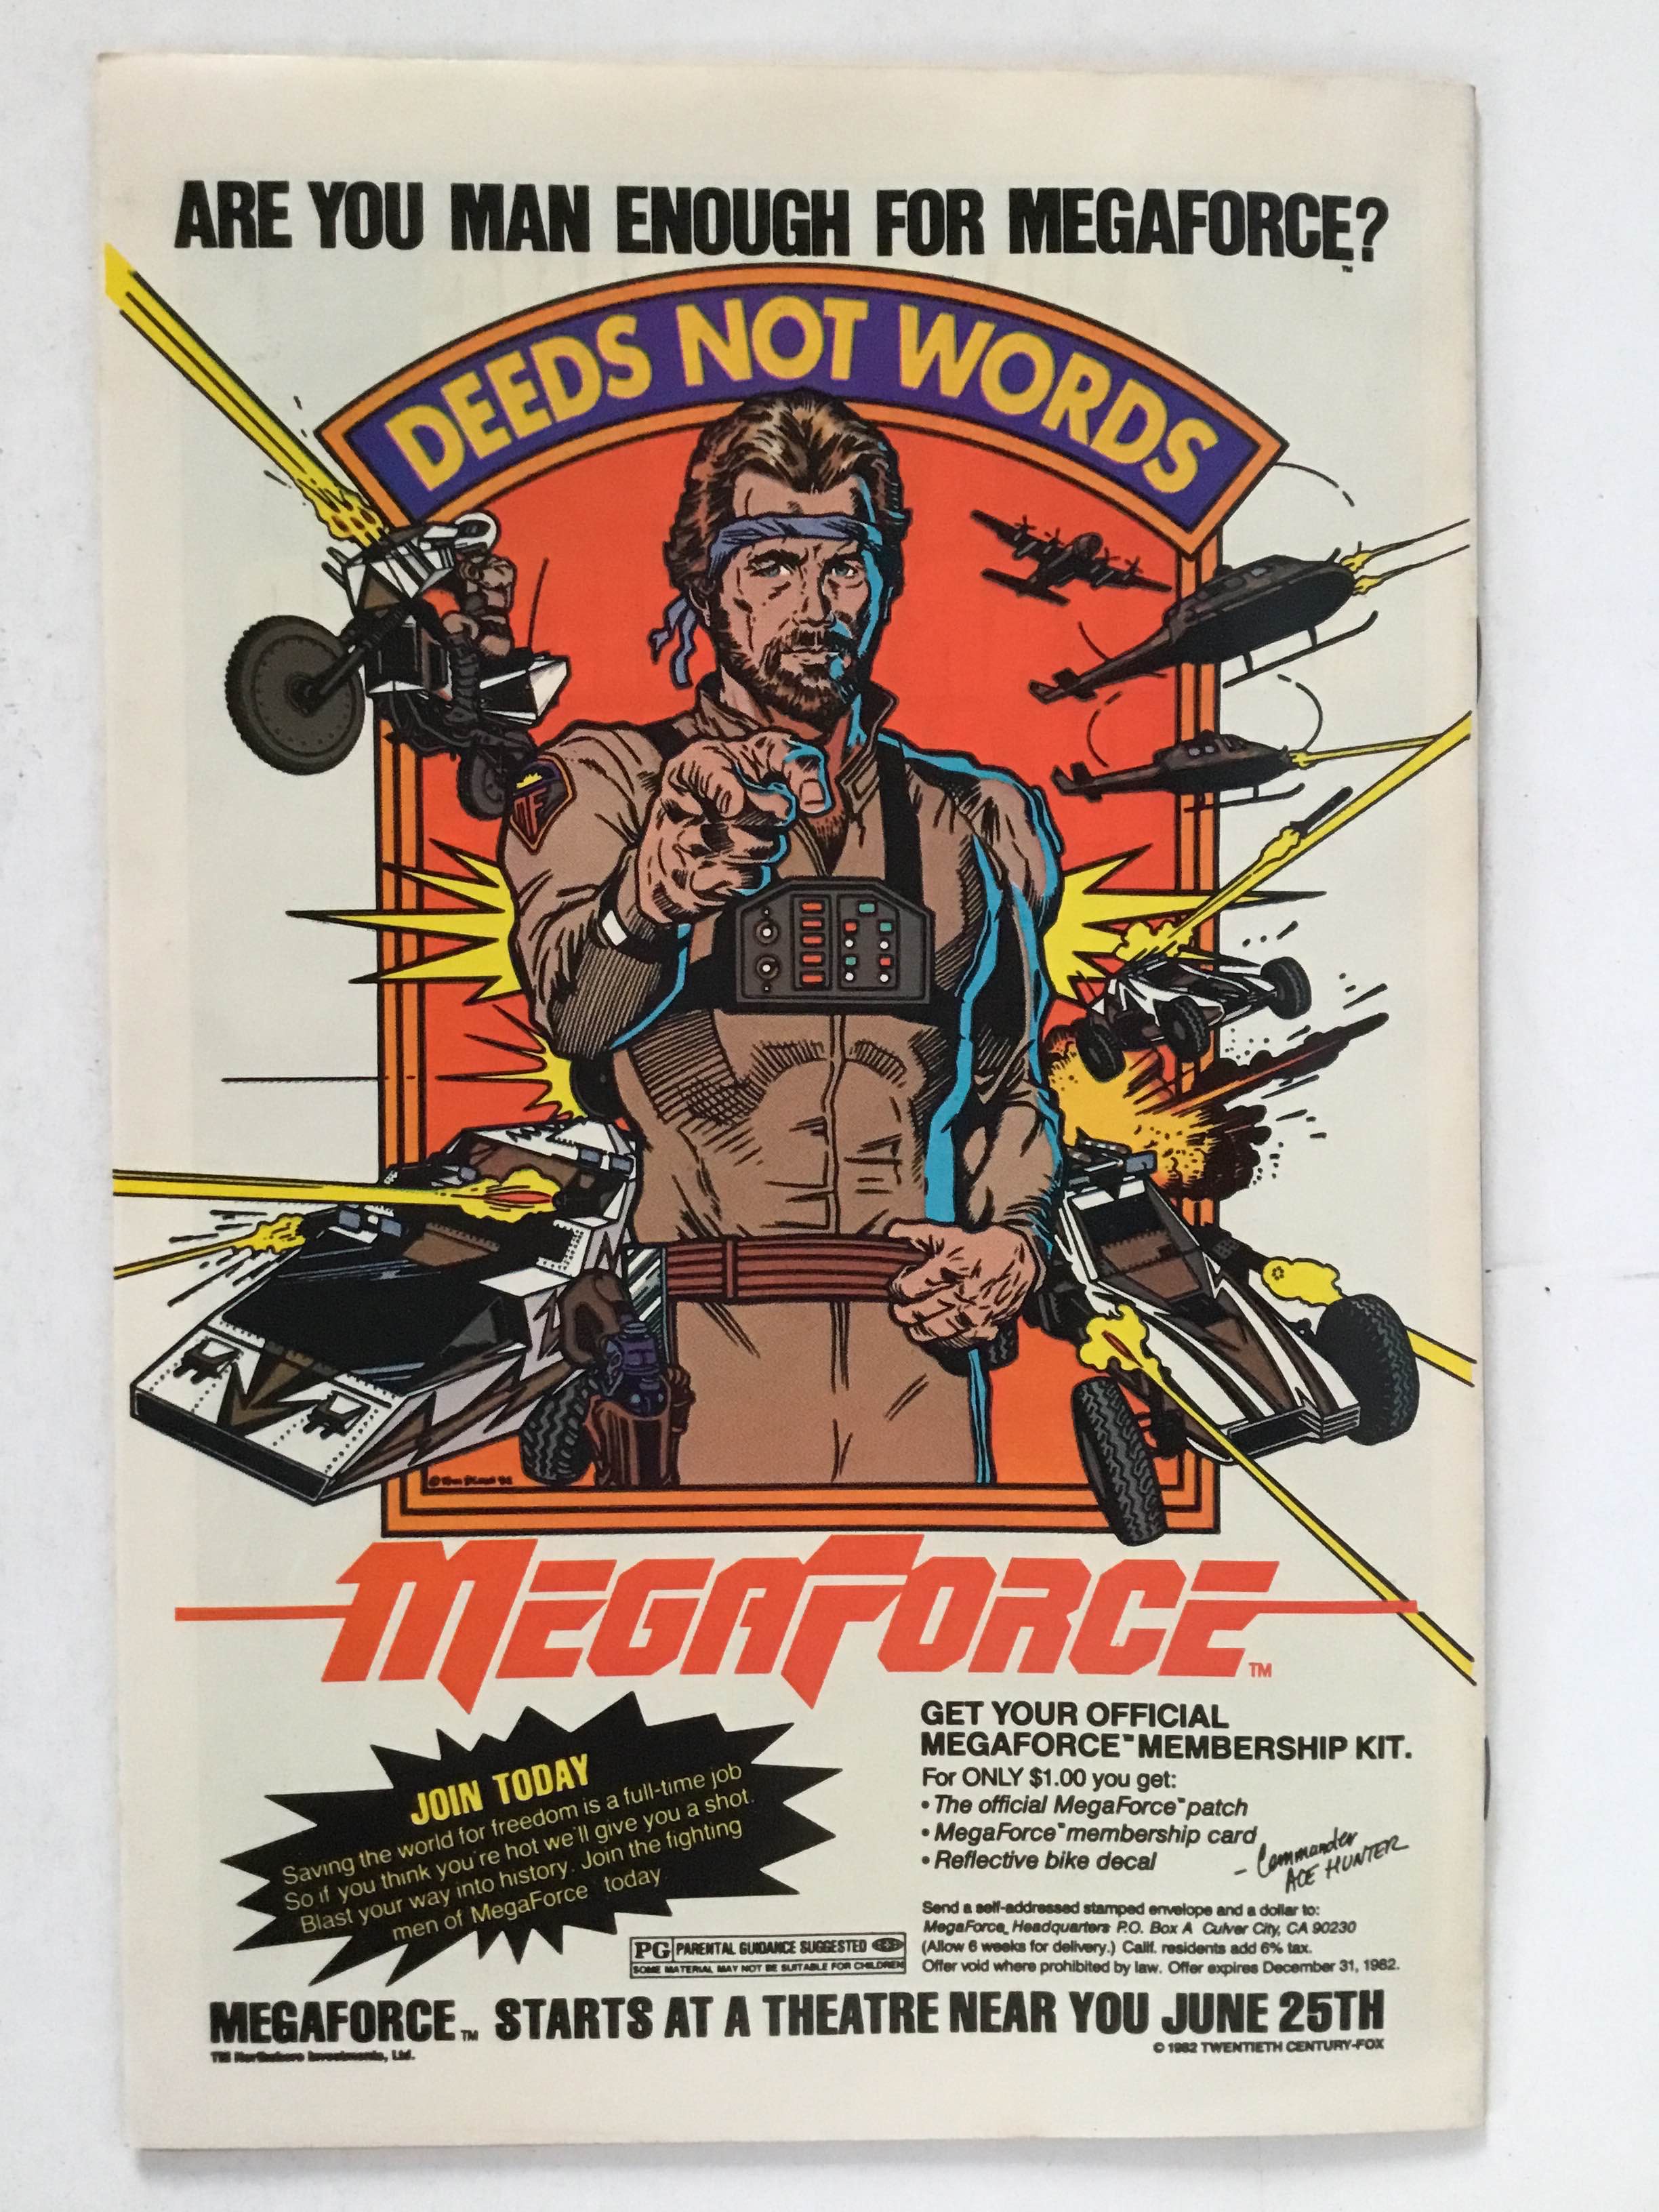 ARE YOU MAN ENOUGH FOR MEGAFORCE?™
DEEDS NOT WORDS
MEGAFORCE™
JOIN TODAY
Saving the world for freedom is a full-time job
So if you think you're hot we'll give you a shot.
Blast your way into history. Join the fighting
men of MegaForce today
GET YOUR OFFICIAL
MEGAFORCE™ MEMBERSHIP KIT.
For ONLY $1.00 you get:
• The official MegaForce™ patch
• MegaForce™ membership card
• Reflective bike decal
- Commander
ACE HUNTER
Send a self-addressed stamped envelope and a dollar to:
MegaForce, Headquarters P.O. Box A Culver City, CA 90230
(Allow 6 weeks for delivery.) Calif. residents add 6% tax.
Offer void where prohibited by law. Offer expires December 31, 1982.
PG PARENTAL GUIDANCE SUGGESTED
SOME MATERIAL MAY NOT BE SUITABLE FOR CHILDREN
MEGAFORCE™ STARTS AT A THEATRE NEAR YOU JUNE 25TH
TM Northshore Investments, Ltd.
© 1982 TWENTIETH CENTURY-FOX